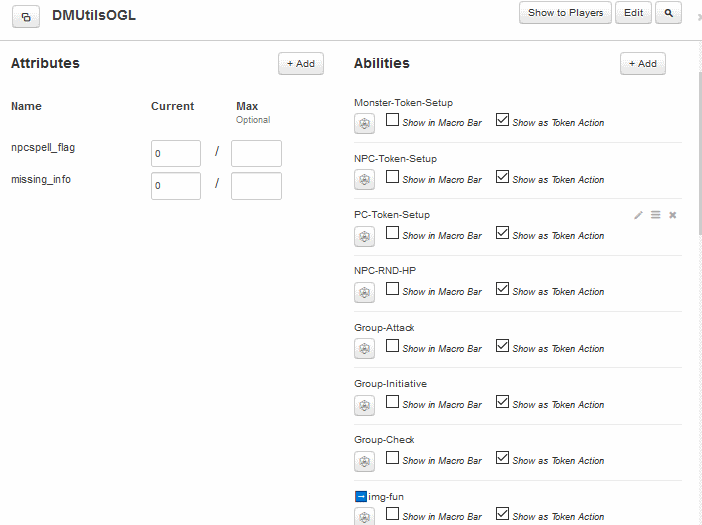 DMUtilsOGL
Show to Players
Edit
Attributes
+ Add
Name Current Max
Optional
npcspell_flag 0 /
missing_info 0 /
Abilities
+ Add
Monster-Token-Setup
Show in Macro Bar Show as Token Action
NPC-Token-Setup
Show in Macro Bar Show as Token Action
PC-Token-Setup
Show in Macro Bar Show as Token Action
NPC-RND-HP
Show in Macro Bar Show as Token Action
Group-Attack
Show in Macro Bar Show as Token Action
Group-Initiative
Show in Macro Bar Show as Token Action
Group-Check
Show in Macro Bar Show as Token Action
img-fun
Show in Macro Bar Show as Token Action